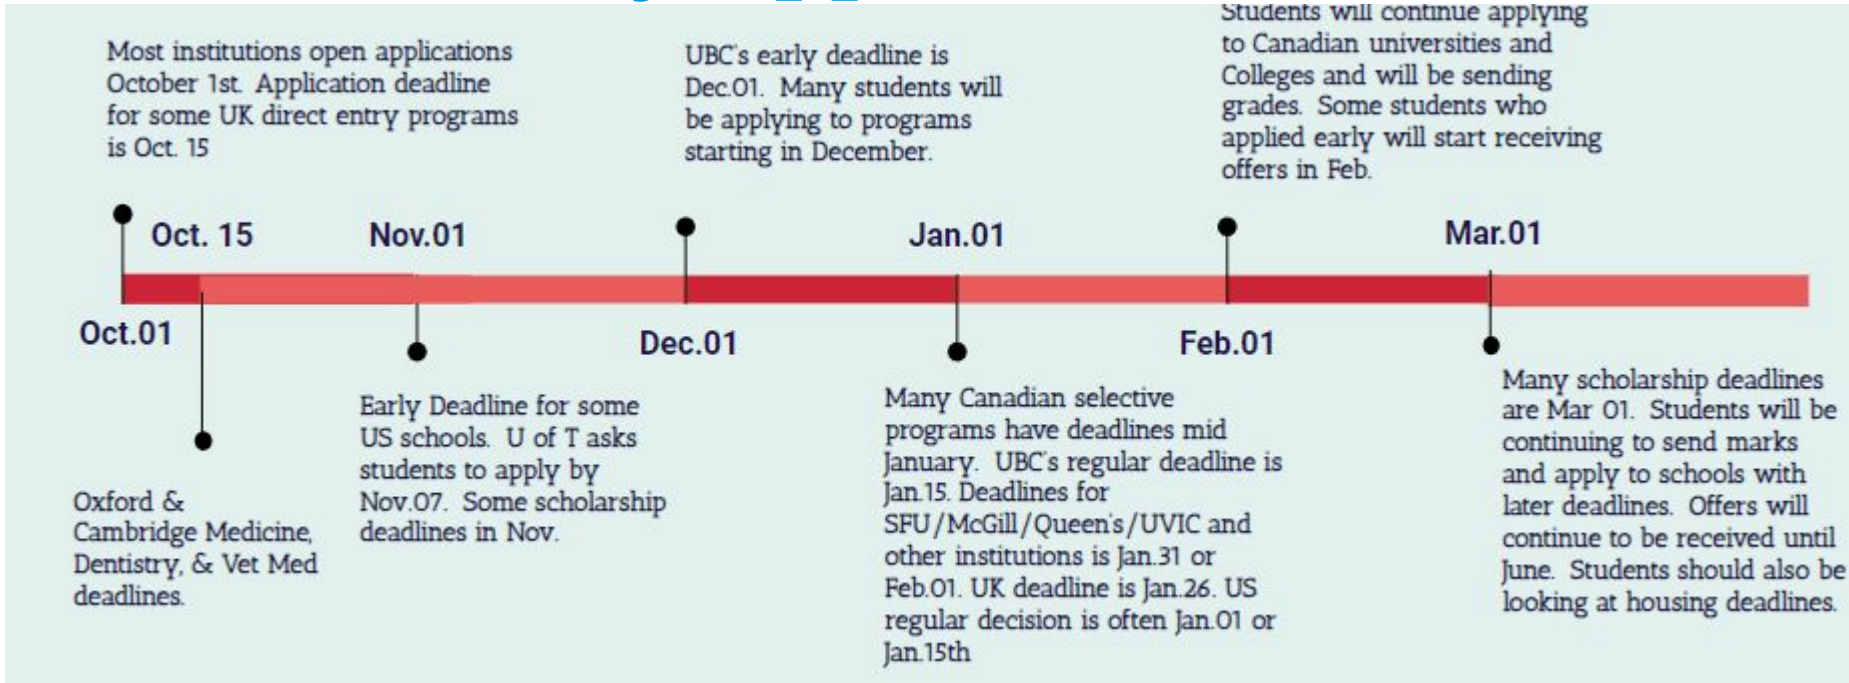 Most institutions open applications
October 1st. Application deadline
for some UK direct entry programs
is Oct. 15
UBC's early deadline is
Dec.01. Many students will
be applying to programs
starting in December.
Students will continue applying
to Canadian universities and
Colleges and will be sending
grades. Some students who
applied early will start receiving
offers in Feb.
Oct. 15
Nov.01
Jan.01
Mar.01
Oct.01
Dec.01
Feb.01
Oxford &
Cambridge Medicine,
Dentistry, & Vet Med
deadlines.
Early Deadline for some
US schools. U of T asks
students to apply by
Nov.07. Some scholarship
deadlines in Nov.
Many Canadian selective
programs have deadlines mid
January. UBC's regular deadline is
Jan.15. Deadlines for
SFU/McGill/Queen's/UVIC and
other institutions is Jan.31 or
Feb.01. UK deadline is Jan.26. US
regular decision is often Jan.01 or
Jan.15th
Many scholarship deadlines
are Mar 01. Students will be
continuing to send marks
and apply to schools with
later deadlines. Offers will
continue to be received until
June. Students should also be
looking at housing deadlines.